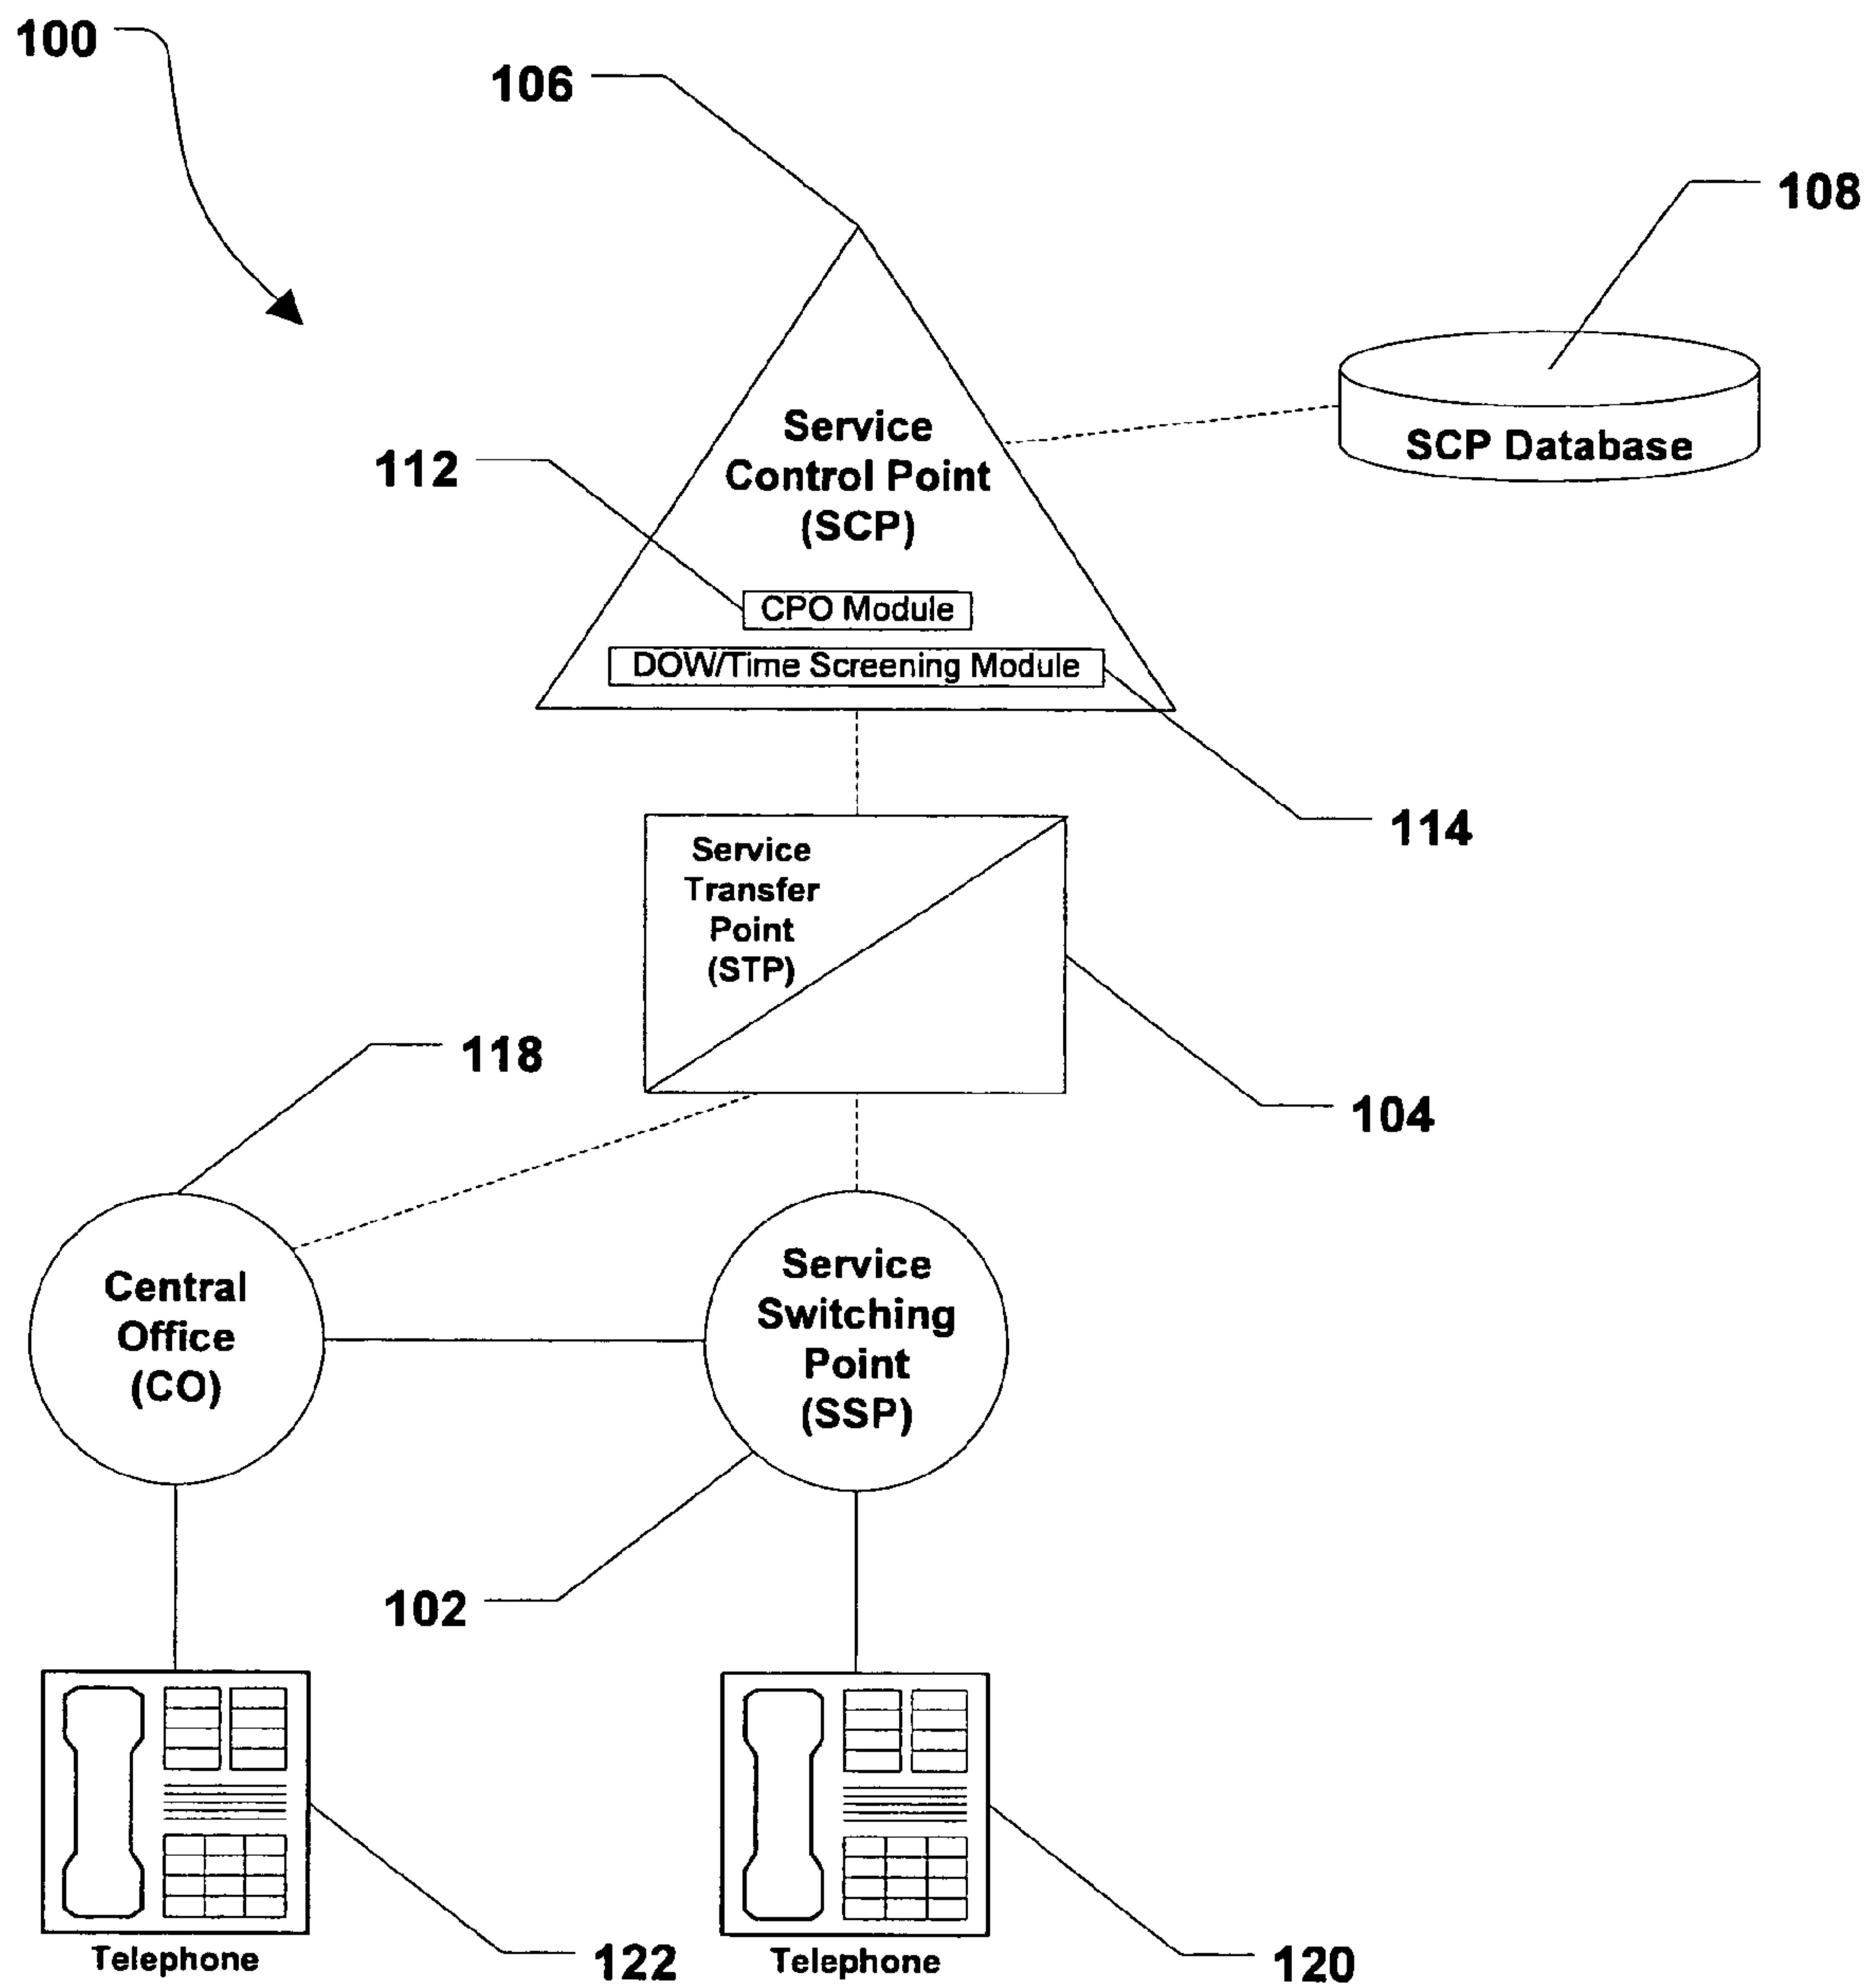 100
106
108
Service
Control Point
(SCP)
SCP Database
112
CPO Module
DOW/Time Screening Module
114
Service
Transfer
Point
(STP)
118
104
Central
Office
(CO)
Service
Switching
Point
(SSP)
102
Telephone
122
Telephone
120